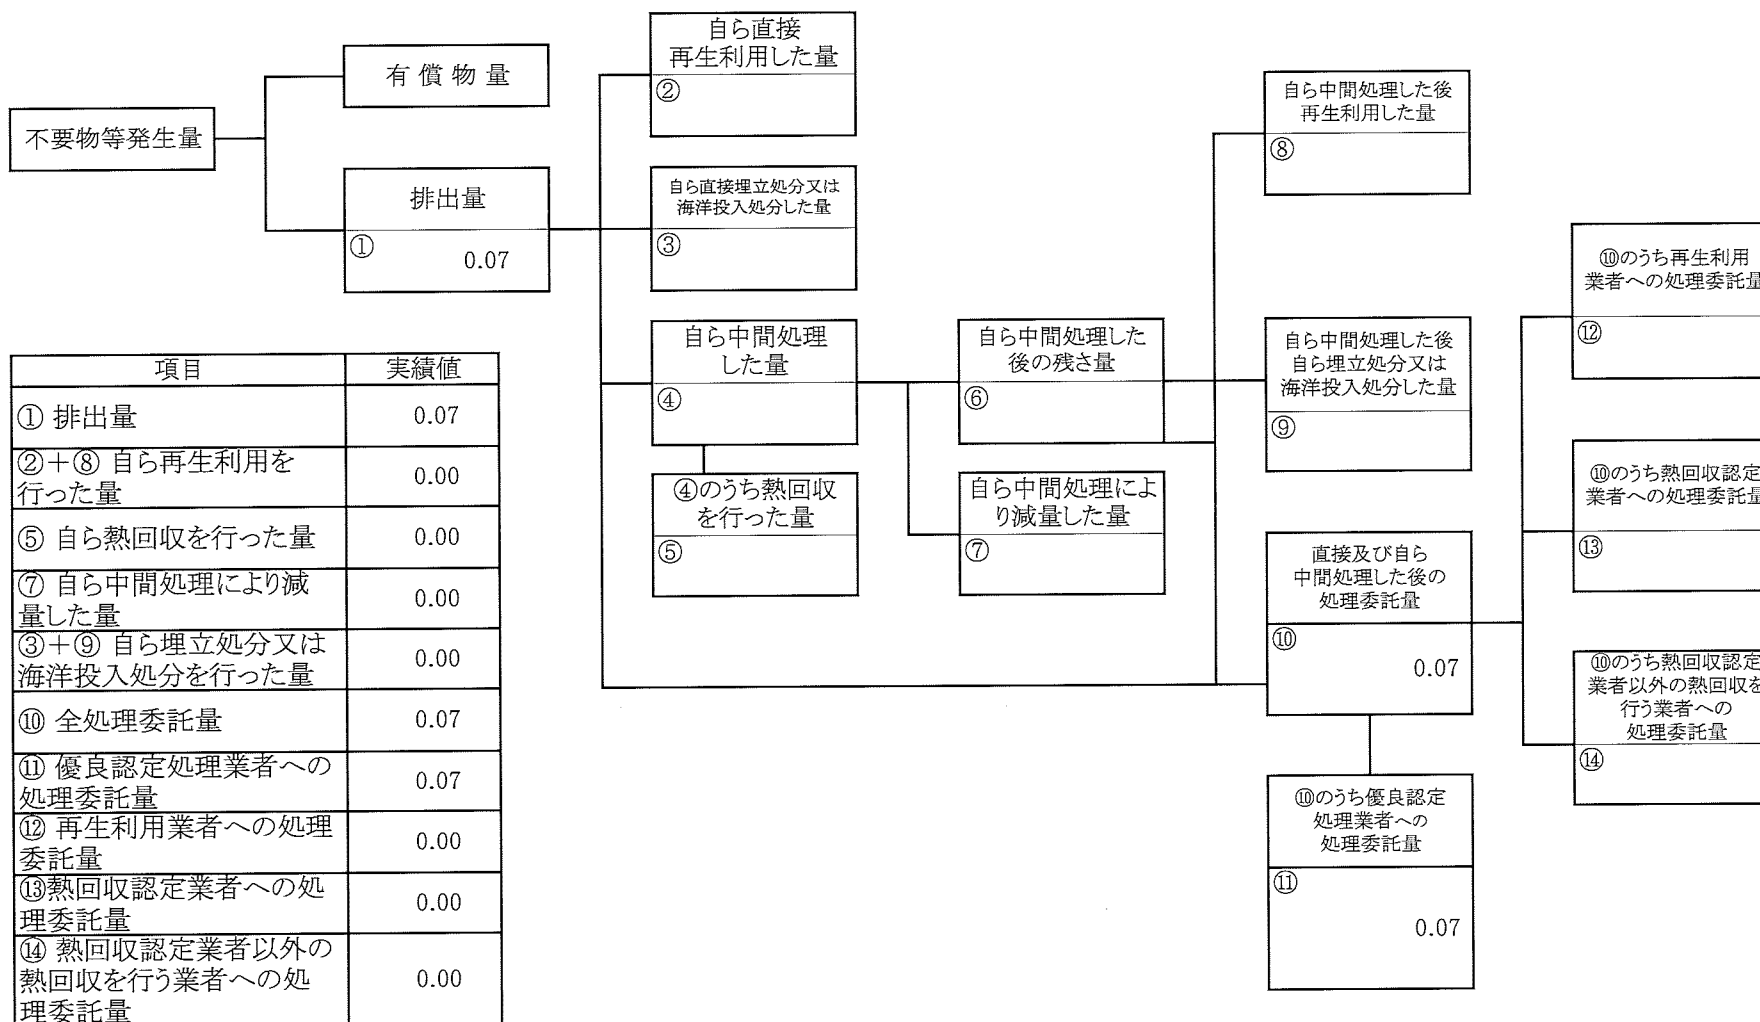 不要物等発生量
有償物量
排出量
①
0.07
自ら直接
再生利用した量
②
自ら直接埋立処分又は
海洋投入処分した量
③
自ら中間処理
した量
④
④のうち熱回収
を行った量
⑤
自ら中間処理した
後の残さ量
⑥
自ら中間処理によ
り減量した量
⑦
自ら中間処理した後
再生利用した量
⑧
自ら中間処理した後
自ら埋立処分又は
海洋投入処分した量
⑨
直接及び自ら
中間処理した後の
処理委託量
⑩
0.07
⑩のうち優良認定
処理業者への
処理委託量
⑪
0.07
⑩のうち再生利用
業者への処理委託量
⑫
⑩のうち熱回収認定
業者への処理委託量
⑬
⑩のうち熱回収認定
業者以外の熱回収を
行う業者への
処理委託量
⑭
項目 実績値
① 排出量 0.07
②+⑧ 自ら再生利用を
行った量 0.00
⑤ 自ら熱回収を行った量 0.00
⑦ 自ら中間処理により減
量した量 0.00
③+⑨ 自ら埋立処分又は
海洋投入処分を行った量 0.00
⑩ 全処理委託量 0.07
⑪ 優良認定処理業者への
処理委託量 0.07
⑫ 再生利用業者への処理
委託量 0.00
⑬熱回収認定業者への処
理委託量 0.00
⑭ 熱回収認定業者以外の
熱回収を行う業者への処
理委託量 0.00